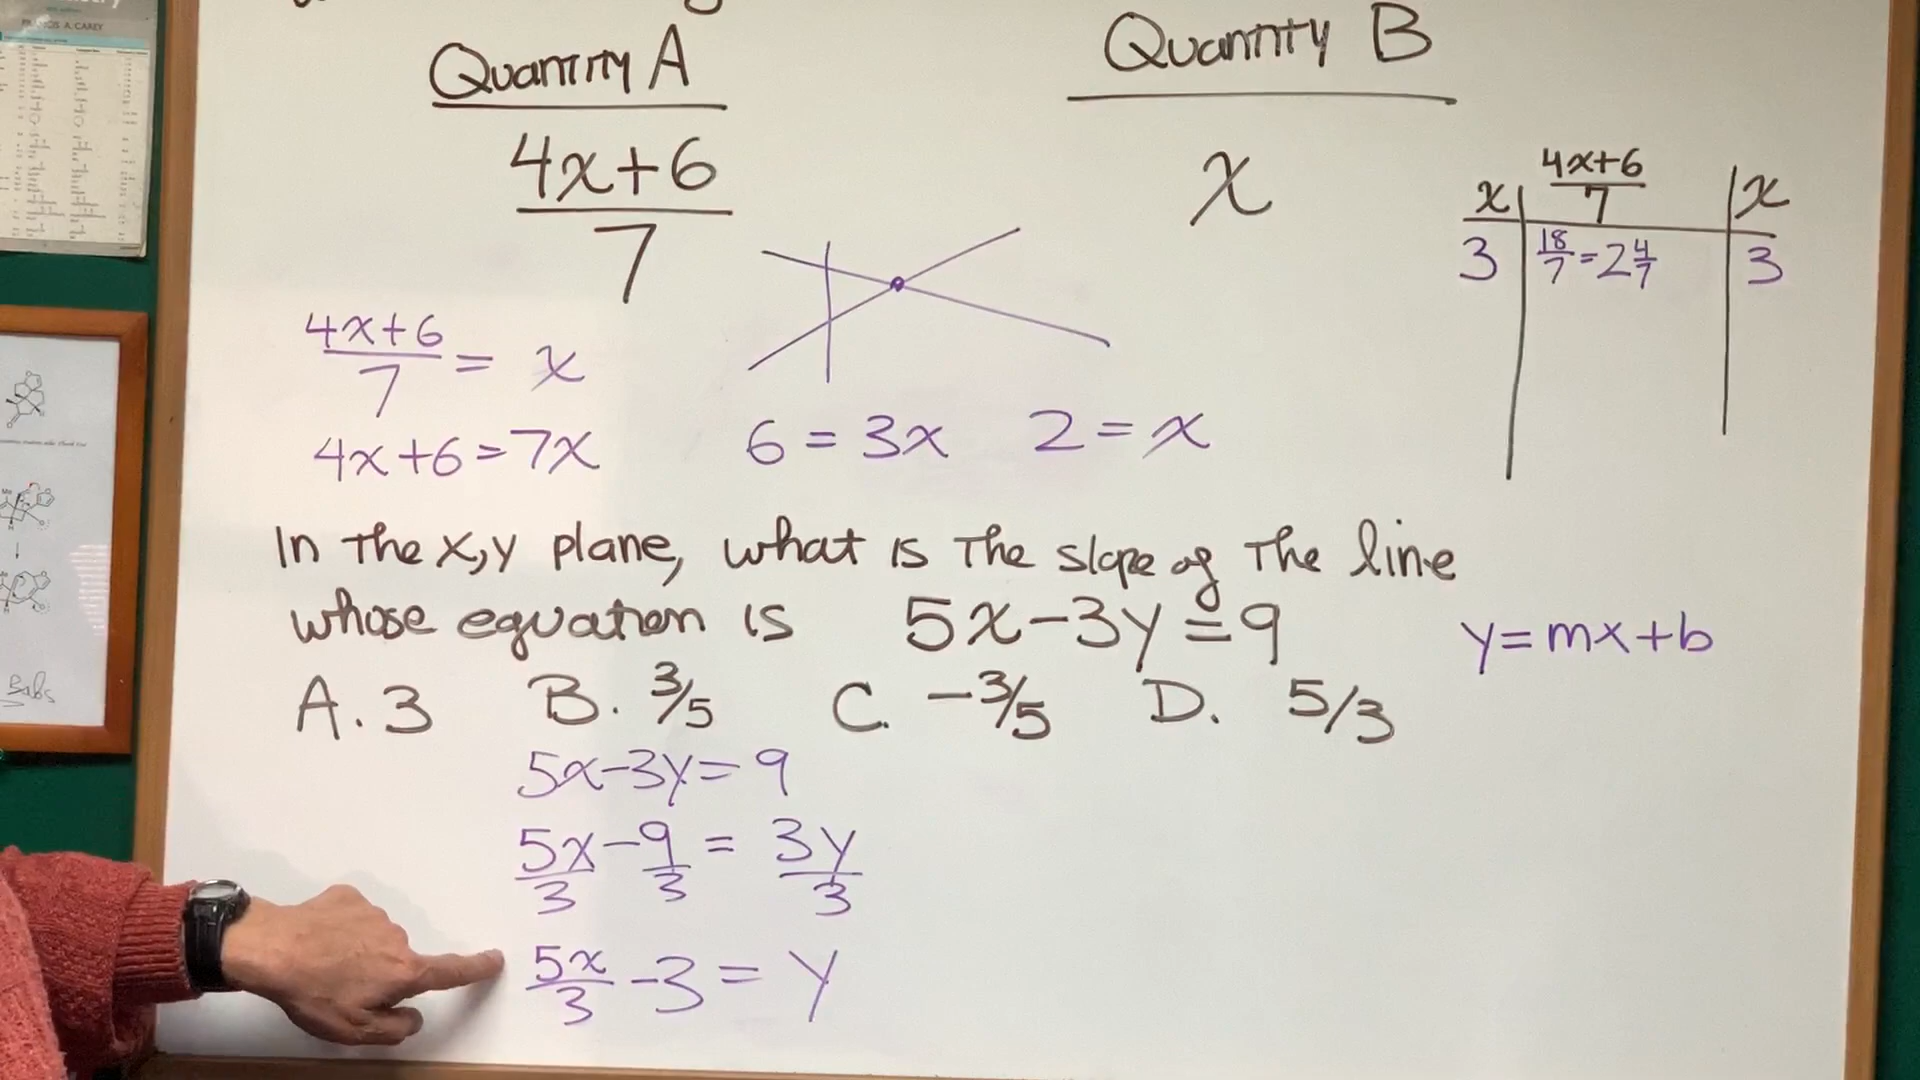 FRANCIS A. CAREY
Quantity A
Quantity B
4x+6
7
x
x | 4x+6/7 | x
3 | 18/7 = 2 4/7 | 3
4x+6/7 = x
4x+6=7x
6 = 3x 2 = x
In the x,y plane, what is the slope of the line
whose equation is 5x-3y=9
y=mx+b
A. 3 B. 3/5 C. -3/5 D. 5/3
5x-3y=9
5x/3 - 9/3 = 3y/3
5x/3 - 3 = y
Babs